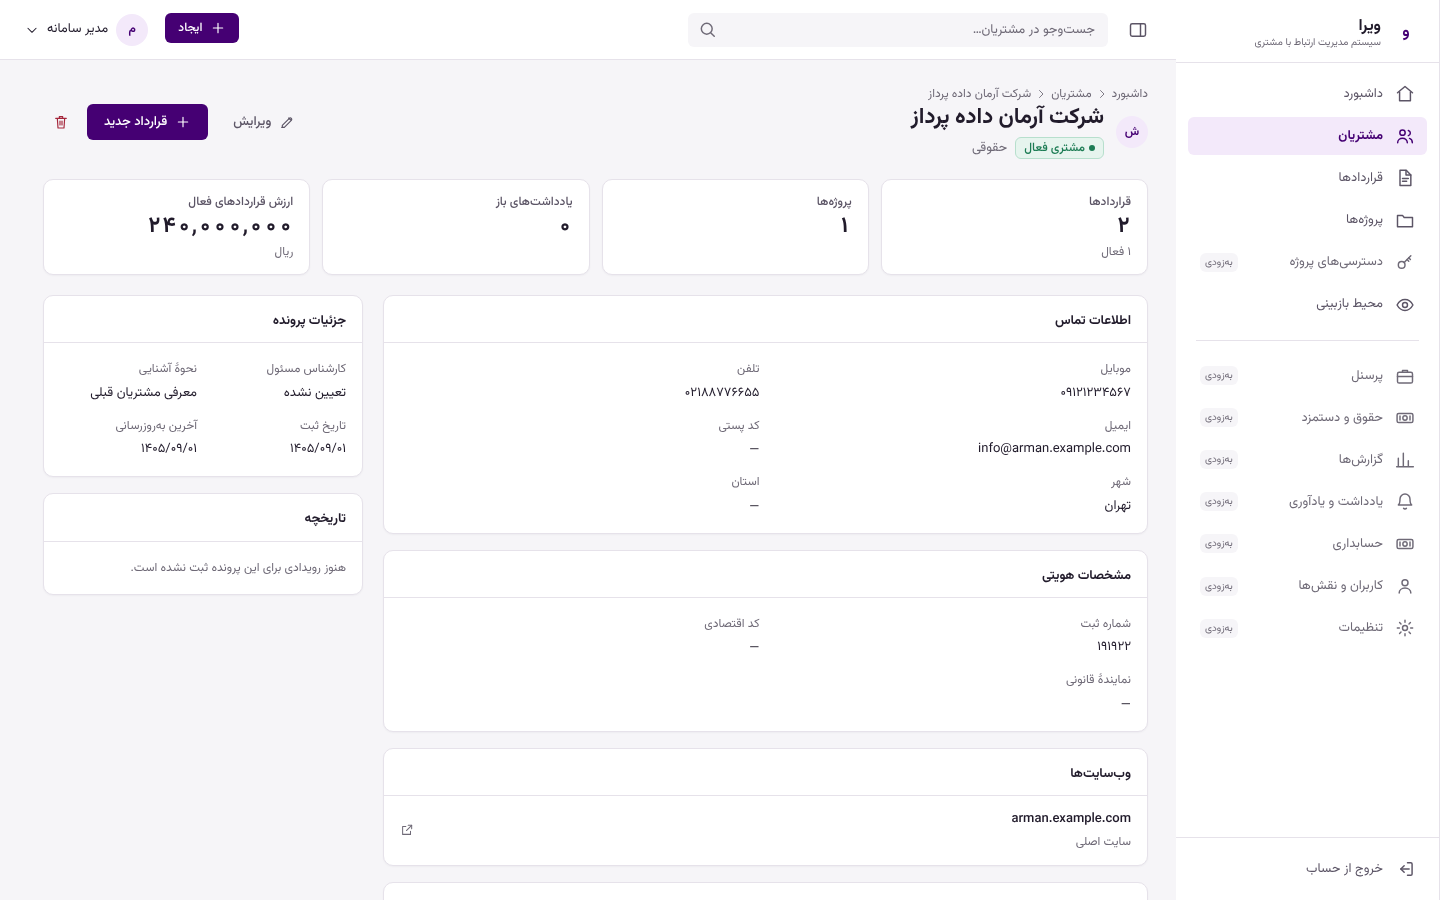 ویرا
سیستم مدیریت ارتباط با مشتری
و
داشبورد
مشتریان
قراردادها
پروژه‌ها
دسترسی‌های پروژه
به‌زودی
محیط بازبینی
پرسنل
به‌زودی
حقوق و دستمزد
به‌زودی
گزارش‌ها
به‌زودی
یادداشت و یادآوری
به‌زودی
حسابداری
به‌زودی
کاربران و نقش‌ها
به‌زودی
تنظیمات
به‌زودی
خروج از حساب
جست‌وجو در مشتریان…
ایجاد
م
مدیر سامانه
داشبورد
مشتریان
شرکت آرمان داده پرداز
ش
شرکت آرمان داده پرداز
مشتری فعال
حقوقی
ویرایش
قرارداد جدید
قراردادها
۲
۱ فعال
پروژه‌ها
۱
یادداشت‌های باز
۰
ارزش قراردادهای فعال
۲۴۰,۰۰۰,۰۰۰
ریال
اطلاعات تماس
موبایل
تلفن
۰۹۱۲۱۲۳۴۵۶۷
۰۲۱۸۸۷۷۶۶۵۵
ایمیل
کد پستی
info@arman.example.com
—
شهر
استان
تهران
—
مشخصات هویتی
شماره ثبت
کد اقتصادی
۱۹۱۹۲۲
—
نمایندهٔ قانونی
—
وب‌سایت‌ها
arman.example.com
سایت اصلی
جزئیات پرونده
کارشناس مسئول
نحوهٔ آشنایی
تعیین نشده
معرفی مشتریان قبلی
تاریخ ثبت
آخرین به‌روزرسانی
۱۴۰۵/۰۹/۰۱
۱۴۰۵/۰۹/۰۱
تاریخچه
هنوز رویدادی برای این پرونده ثبت نشده است.